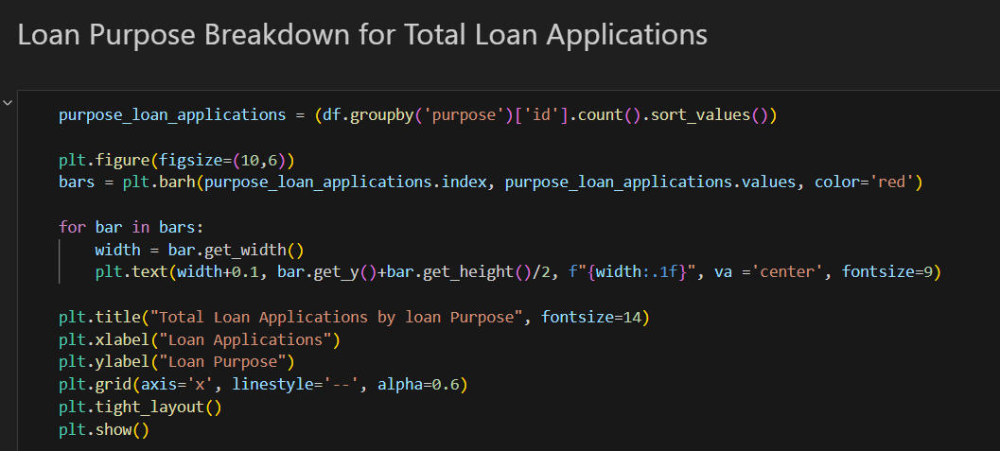 Loan Purpose Breakdown for Total Loan Applications
purpose_loan_applications = (df.groupby('purpose')['id'].count().sort_values())
plt.figure(figsize=(10,6))
bars = plt.barh(purpose_loan_applications.index, purpose_loan_applications.values, color='red')
for bar in bars:
    width = bar.get_width()
    plt.text(width+0.1, bar.get_y()+bar.get_height()/2, f"{width:.1f}", va ='center', fontsize=9)
plt.title("Total Loan Applications by loan Purpose", fontsize=14)
plt.xlabel("Loan Applications")
plt.ylabel("Loan Purpose")
plt.grid(axis='x', linestyle='--', alpha=0.6)
plt.tight_layout()
plt.show()